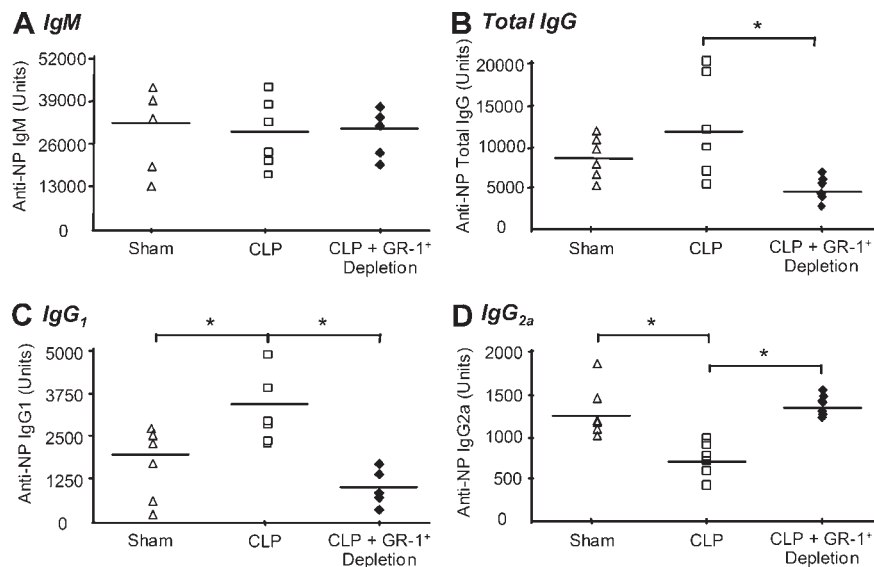 A IgM
Anti-NP IgM (Units)
52000
39000
26000
13000
0
Sham
CLP
CLP + GR-1⁺
Depletion
B Total IgG
Anti-NP Total IgG (Units)
20000
15000
10000
5000
0
*
Sham
CLP
CLP + GR-1⁺
Depletion
C IgG₁
Anti-NP IgG1 (Units)
5000
3750
2500
1250
0
* *
Sham
CLP
CLP + GR-1⁺
Depletion
D IgG₂ₐ
Anti-NP IgG2a (Units)
1500
1000
500
0
*
*
Sham
CLP
CLP + GR-1⁺
Depletion